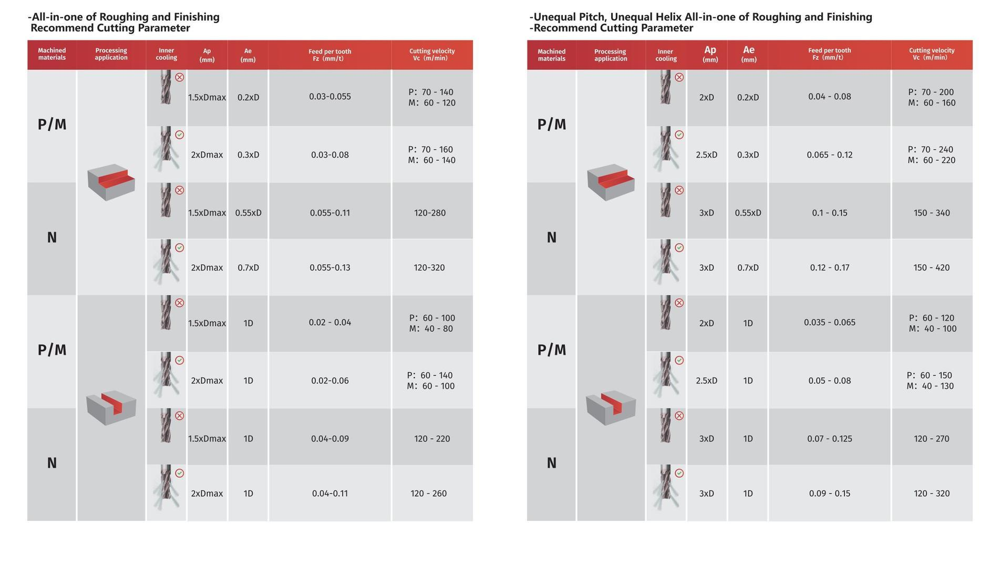 -All-in-one of Roughing and Finishing
Recommend Cutting Parameter
Machined materials
Processing application
Inner cooling
Ap (mm)
Ae (mm)
Feed per tooth Fz（mm/t）
Cutting velocity Vc（m/min）
P/M
1.5xDmax
0.2xD
0.03-0.055
P：70 - 140
M：60 - 120
2xDmax
0.3xD
0.03-0.08
P：70 - 160
M：60 - 140
N
1.5xDmax
0.55xD
0.055-0.11
120-280
2xDmax
0.7xD
0.055-0.13
120-320
P/M
1.5xDmax
1D
0.02 - 0.04
P：60 - 100
M：40 - 80
2xDmax
1D
0.02-0.06
P：60 - 140
M：60 - 100
N
1.5xDmax
1D
0.04-0.09
120 - 220
2xDmax
1D
0.04-0.11
120 - 260
-Unequal Pitch, Unequal Helix All-in-one of Roughing and Finishing
-Recommend Cutting Parameter
Machined materials
Processing application
Inner cooling
Ap (mm)
Ae (mm)
Feed per tooth Fz（mm/t）
Cutting velocity Vc（m/min）
P/M
2xD
0.2xD
0.04 - 0.08
P：70 - 200
M：60 - 160
2.5xD
0.3xD
0.065 - 0.12
P：70 - 240
M：60 - 220
N
3xD
0.55xD
0.1 - 0.15
150 - 340
3xD
0.7xD
0.12 - 0.17
150 - 420
P/M
2xD
1D
0.035 - 0.065
P：60 - 120
M：40 - 100
2.5xD
1D
0.05 - 0.08
P：60 - 150
M：40 - 130
N
3xD
1D
0.07 - 0.125
120 - 270
3xD
1D
0.09 - 0.15
120 - 320